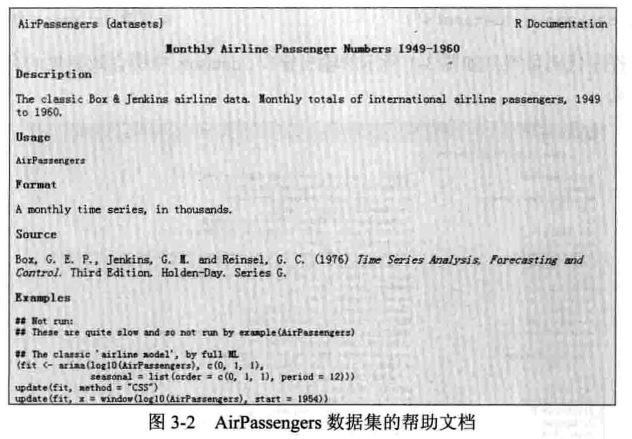 AirPassengers {datasets} R Documentation
Monthly Airline Passenger Numbers 1949-1960
Description
The classic Box & Jenkins airline data. Monthly totals of international airline passengers, 1949
to 1960.
Usage
AirPassengers
Format
A monthly time series, in thousands.
Source
Box, G. E. P., Jenkins, G. M. and Reinsel, G. C. (1976) Time Series Analysis, Forecasting and
Control. Third Edition. Holden-Day. Series G.
Examples
## Not run:
## These are quite slow and so not run by example(AirPassengers)
## The classic 'airline model', by full ML
(fit <- arima(log10(AirPassengers), c(0, 1, 1),
seasonal = list(order = c(0, 1, 1), period = 12)))
update(fit, method = "CSS")
update(fit, x = window(log10(AirPassengers), start = 1954))
图 3-2 AirPassengers 数据集的帮助文档